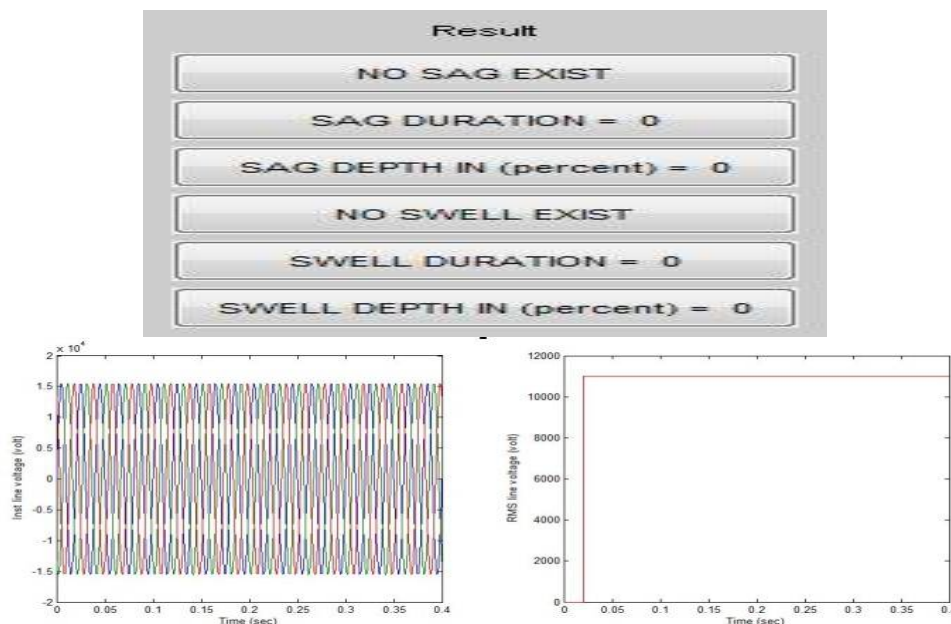 Result
NO SAG EXIST
SAG DURATION = 0
SAG DEPTH IN (percent) = 0
NO SWELL EXIST
SWELL DURATION = 0
SWELL DEPTH IN (percent) = 0
× 10⁴
2
1.5
1
0.5
0
-0.5
-1
-1.5
-2
Inst line voltage (volt)
0 0.05 0.1 0.15 0.2 0.25 0.3 0.35 0.4
Time (sec)
12000
10000
8000
6000
4000
2000
0
RMS line voltage (volt)
0 0.05 0.1 0.15 0.2 0.25 0.3 0.35 0.4
Time (sec)